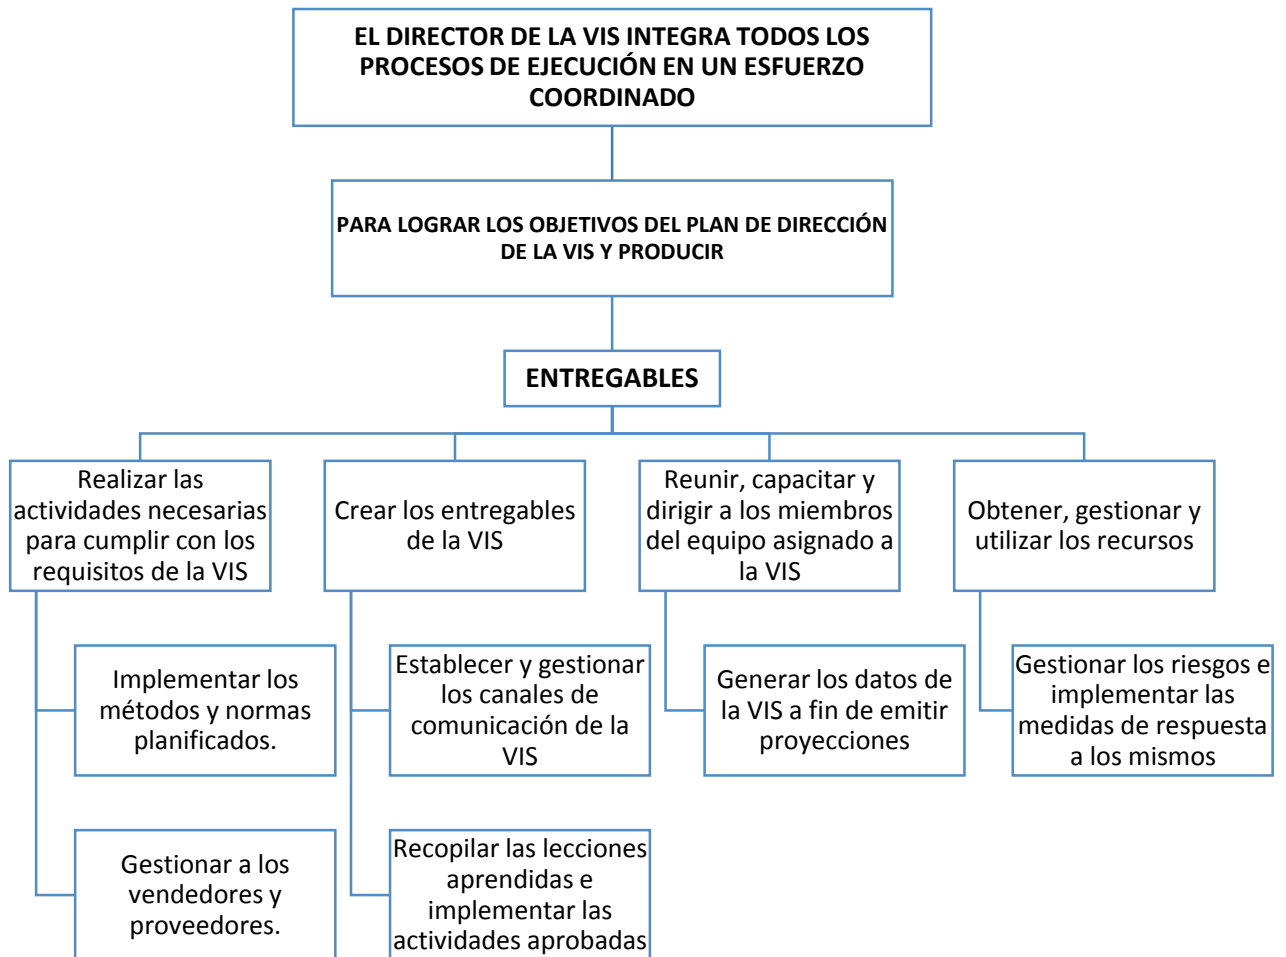 EL DIRECTOR DE LA VIS INTEGRA TODOS LOS
PROCESOS DE EJECUCIÓN EN UN ESFUERZO
COORDINADO
PARA LOGRAR LOS OBJETIVOS DEL PLAN DE DIRECCIÓN
DE LA VIS Y PRODUCIR
ENTREGABLES
Realizar las
actividades necesarias
para cumplir con los
requisitos de la VIS
Crear los entregables
de la VIS
Reunir, capacitar y
dirigir a los miembros
del equipo asignado a
la VIS
Obtener, gestionar y
utilizar los recursos
Implementar los
métodos y normas
planificados.
Establecer y gestionar
los canales de
comunicación de la
VIS
Generar los datos de
la VIS a fin de emitir
proyecciones
Gestionar los riesgos e
implementar las
medidas de respuesta
a los mismos
Gestionar a los
vendedores y
proveedores.
Recopilar las lecciones
aprendidas e
implementar las
actividades aprobadas